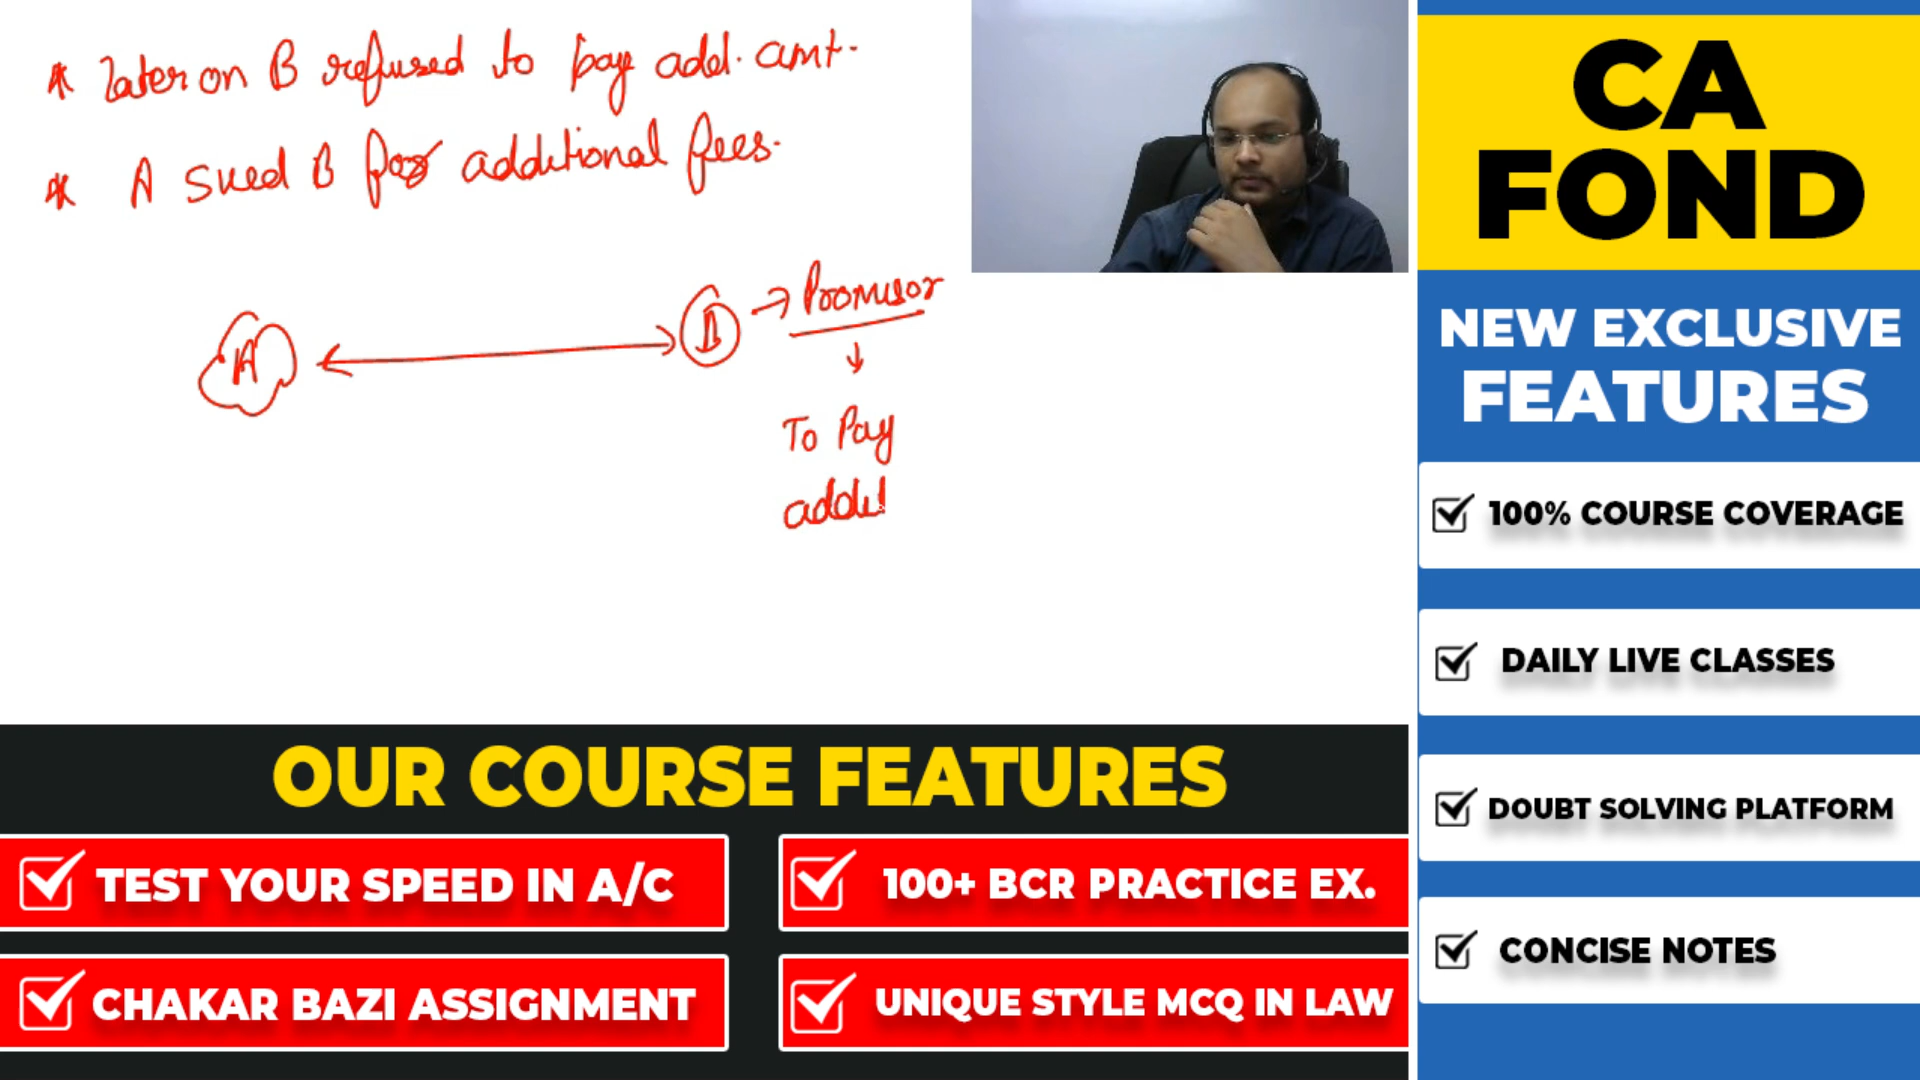 * Later on B refused to pay add. amt.
* A sued B for additional fees.
A
B → Promisor
To Pay
addit
CA
FOND
NEW EXCLUSIVE
FEATURES
100% COURSE COVERAGE
DAILY LIVE CLASSES
DOUBT SOLVING PLATFORM
CONCISE NOTES
OUR COURSE FEATURES
TEST YOUR SPEED IN A/C
100+ BCR PRACTICE EX.
CHAKAR BAZI ASSIGNMENT
UNIQUE STYLE MCQ IN LAW